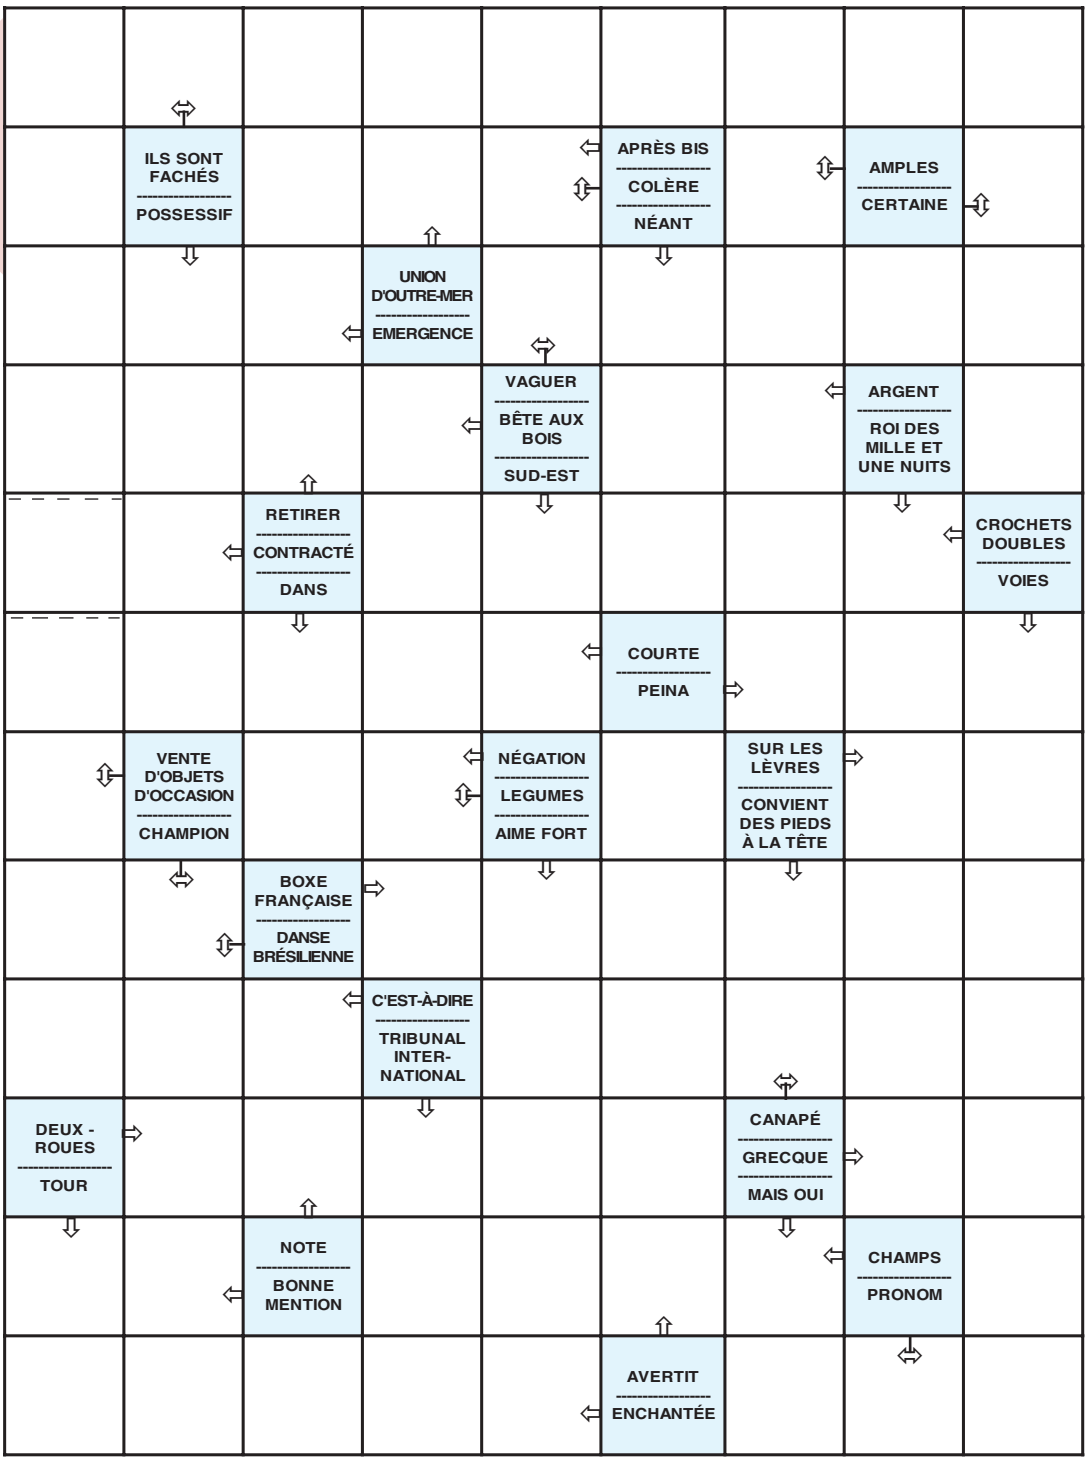 ILS SONT
FACHÉS
POSSESSIF
APRÈS BIS
COLÈRE
NÉANT
AMPLES
CERTAINE
UNION
D'OUTRE-MER
EMERGENCE
VAGUER
BÊTE AUX
BOIS
SUD-EST
ARGENT
ROI DES
MILLE ET
UNE NUITS
RETIRER
CONTRACTÉ
DANS
CROCHETS
DOUBLES
VOIES
COURTE
PEINA
VENTE
D'OBJETS
D'OCCASION
CHAMPION
NÉGATION
LEGUMES
AIME FORT
SUR LES
LÈVRES
CONVIENT
DES PIEDS
À LA TÊTE
BOXE
FRANÇAISE
DANSE
BRÉSILIENNE
C'EST-À-DIRE
TRIBUNAL
INTER-
NATIONAL
DEUX -
ROUES
TOUR
CANAPÉ
GRECQUE
MAIS OUI
NOTE
BONNE
MENTION
CHAMPS
PRONOM
AVERTIT
ENCHANTÉE